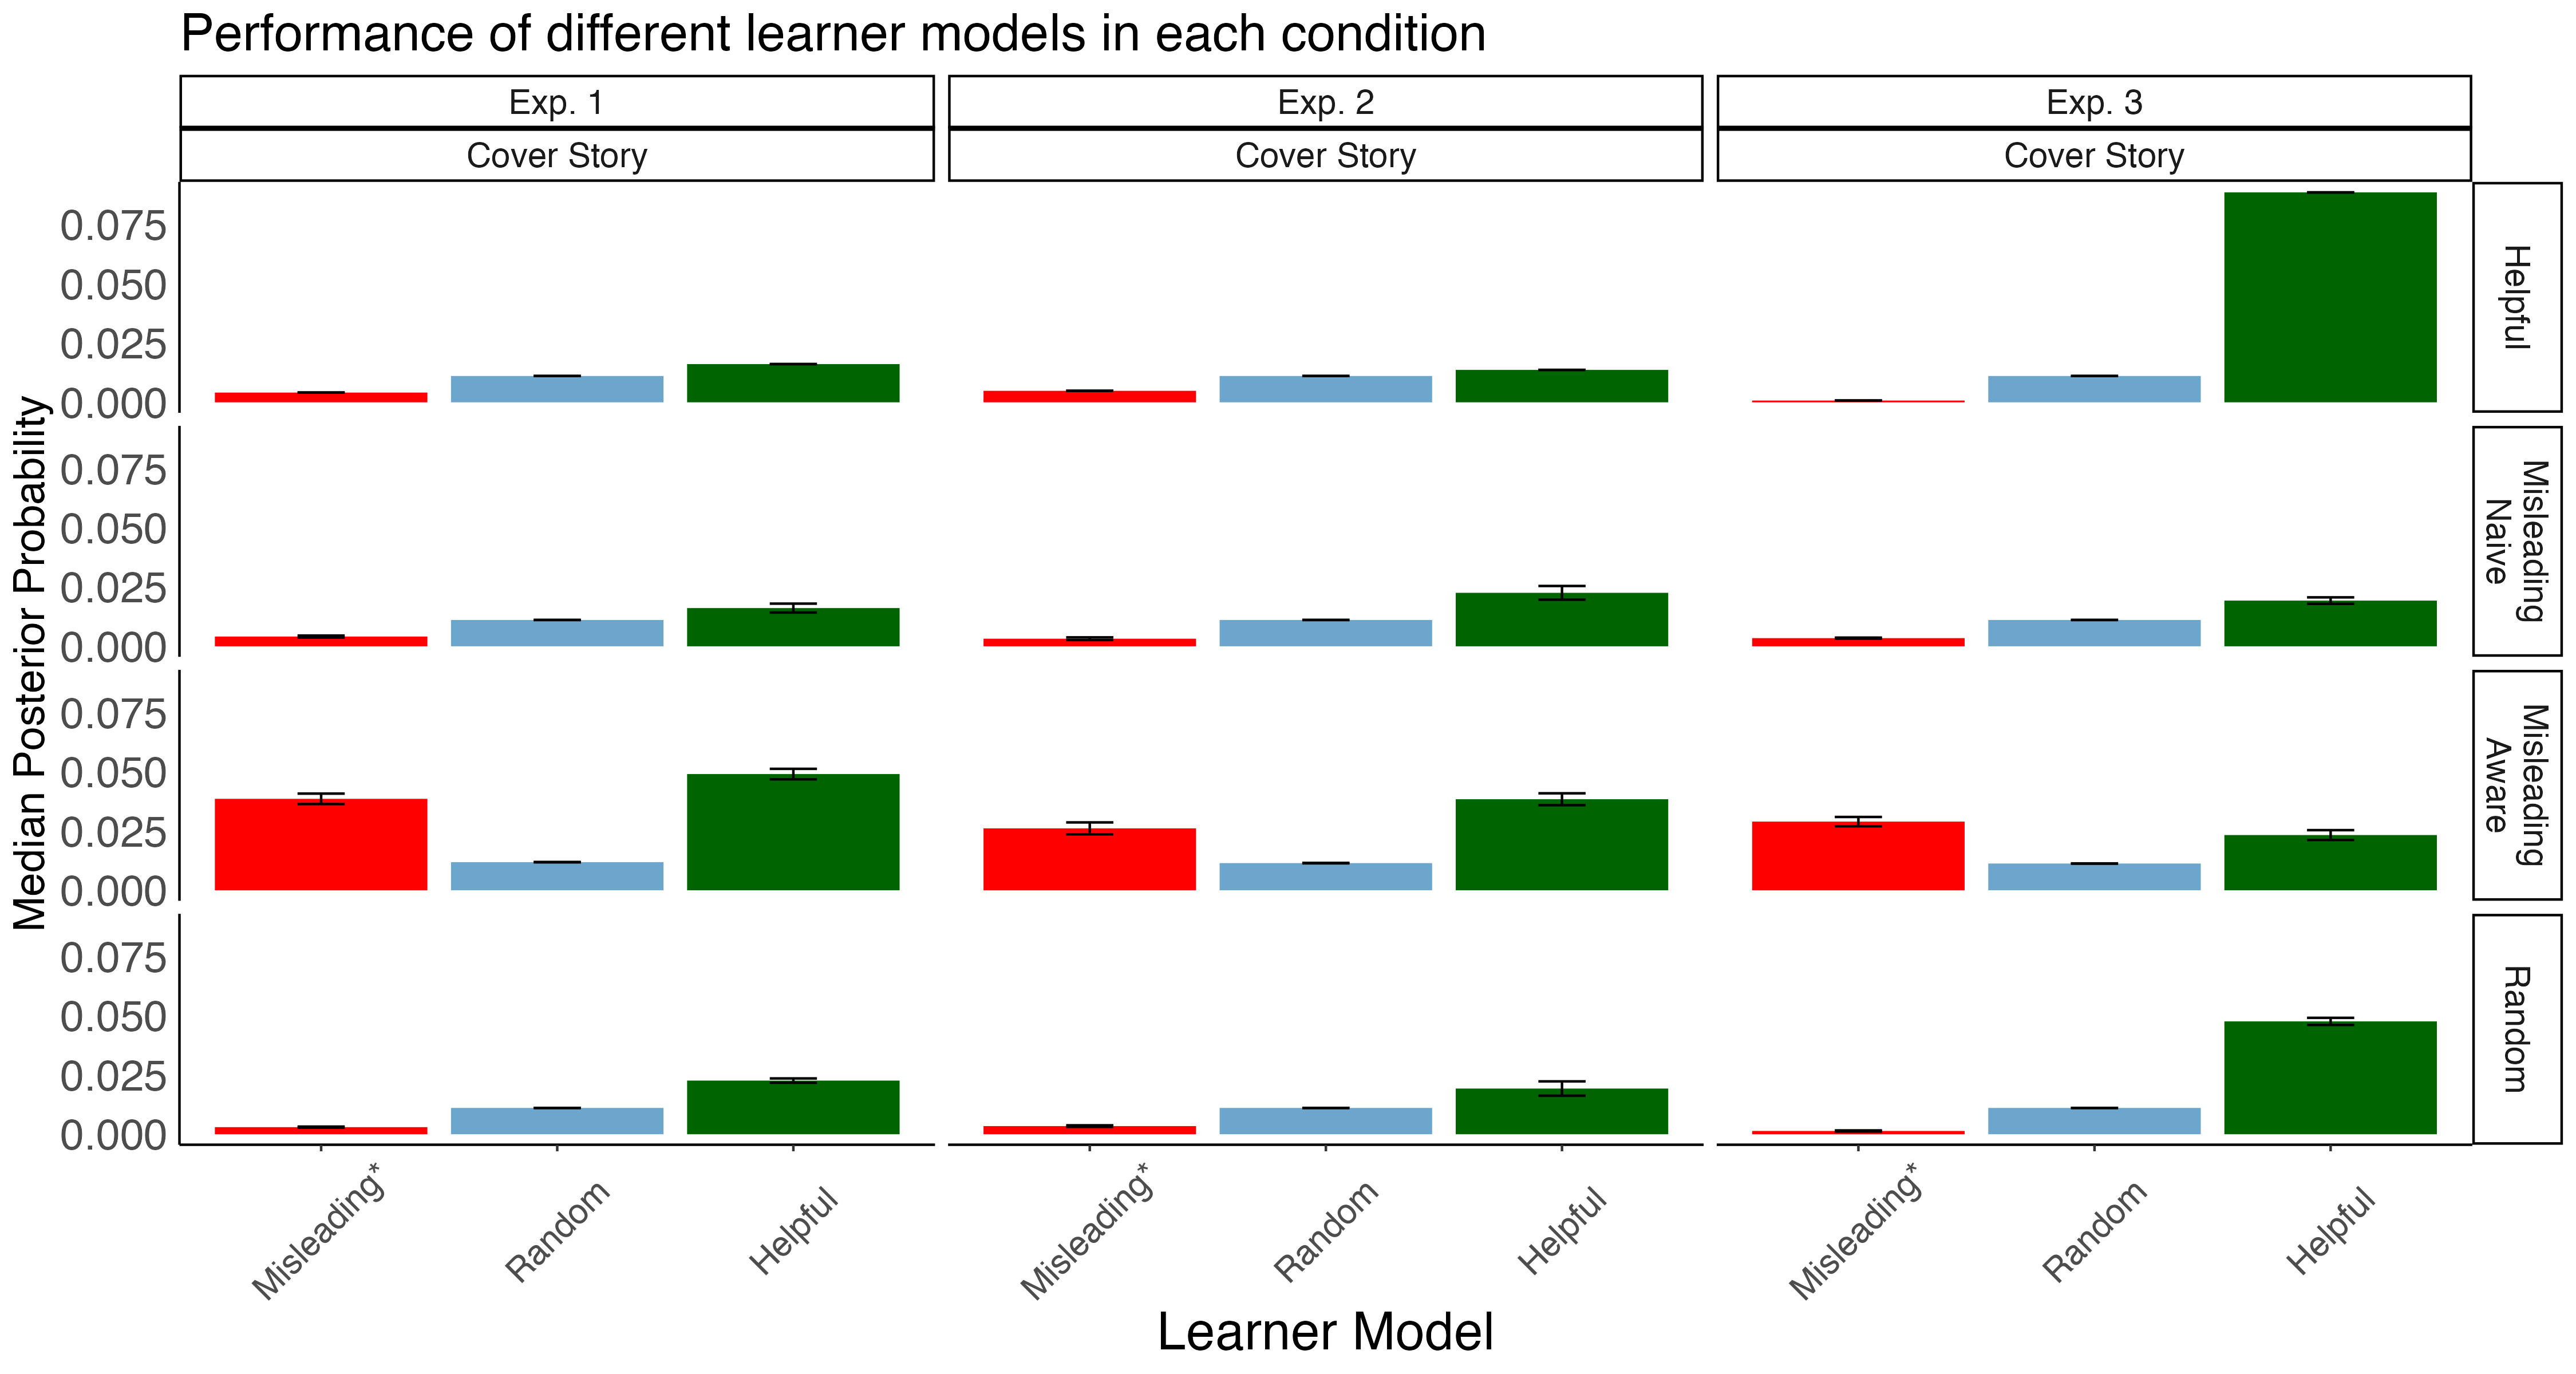 Performance of different learner models in each condition
Exp. 1
Exp. 2
Exp. 3
Cover Story
Cover Story
Cover Story
Median Posterior Probability
0.075
0.050
0.025
0.000
Helpful
0.075
0.050
0.025
0.000
Misleading
Naive
0.075
0.050
0.025
0.000
Misleading
Aware
0.075
0.050
0.025
0.000
Random
Misleading*
Random
Helpful
Misleading*
Random
Helpful
Misleading*
Random
Helpful
Learner Model